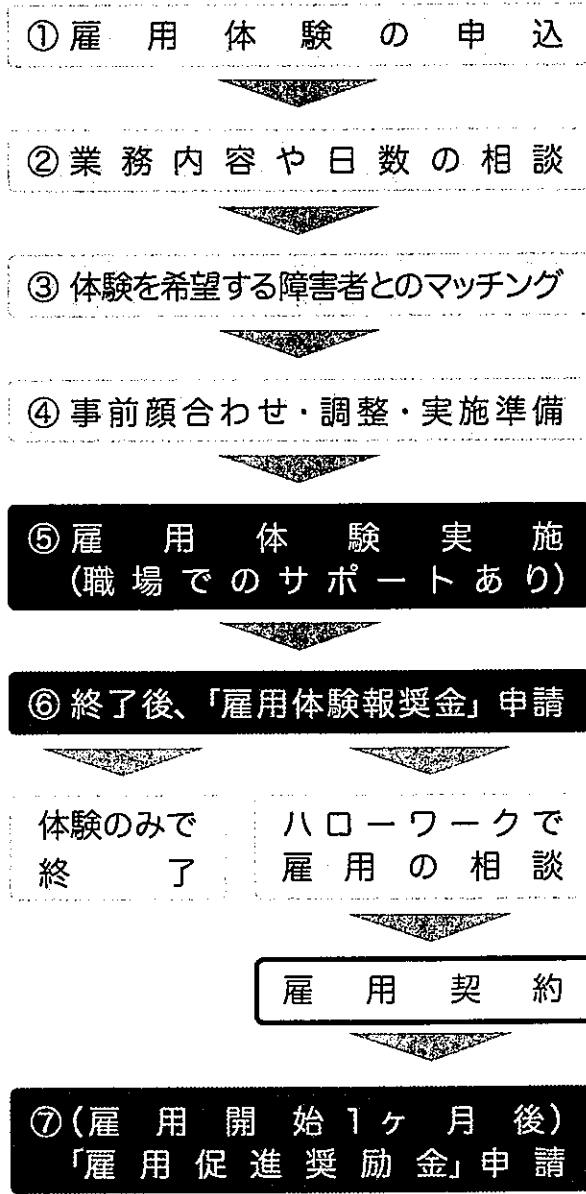 ①雇用体験の申込
②業務内容や日数の相談
③体験を希望する障害者とのマッチング
④事前顔合わせ・調整・実施準備
⑤雇用体験実施
(職場でのサポートあり)
⑥終了後、「雇用体験報奨金」申請
体験のみで
終了
ハローワークで
雇用の相談
雇用契約
⑦(雇用開始1ヶ月後)
「雇用促進奨励金」申請